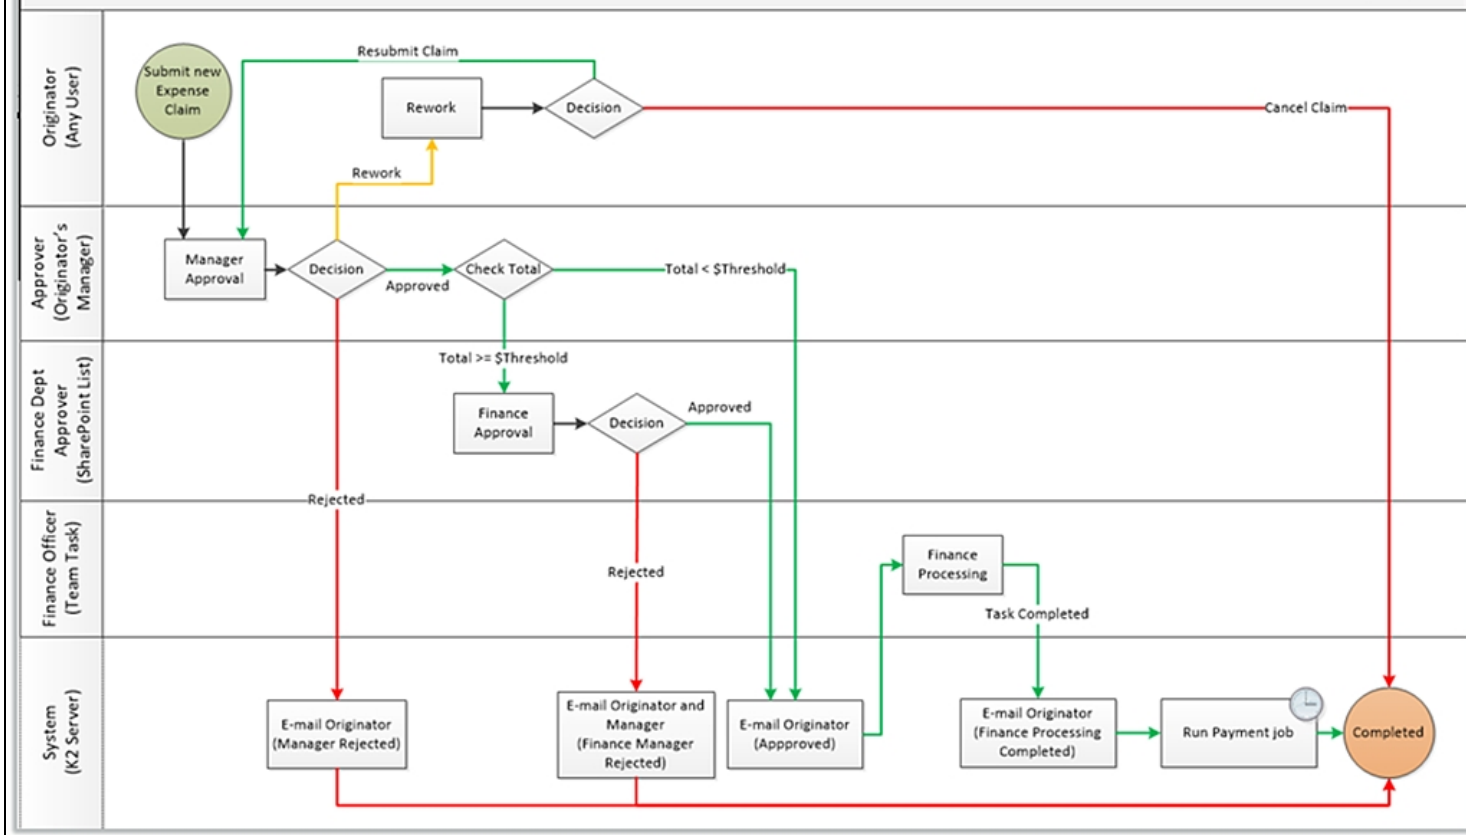 Originator
(Any User)
Submit new
Expense
Claim
Resubmit Claim
Rework
Decision
Cancel Claim
Rework
Approver
(Originator's
Manager)
Manager
Approval
Decision
Approved
Check Total
Total < $Threshold
Finance Dept
Approver
(SharePoint List)
Total >= $Threshold
Finance
Approval
Decision
Approved
Rejected
Finance Officer
(Team Task)
Rejected
Finance
Processing
Task Completed
System
(K2 Server)
E-mail Originator
(Manager Rejected)
E-mail Originator and
Manager
(Finance Manager
Rejected)
E-mail Originator
(Appproved)
E-mail Originator
(Finance Processing
Completed)
Run Payment job
Completed